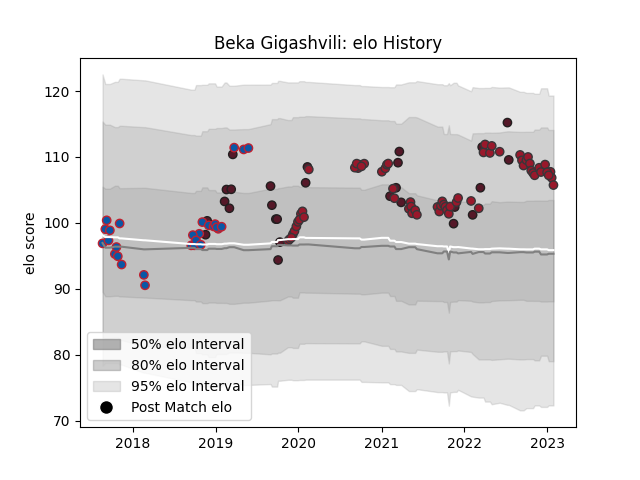 Beka Gigashvili: elo History
elo score
120
110
100
90
80
70
50% elo Interval
80% elo Interval
95% elo Interval
Post Match elo
2018
2019
2020
2021
2022
2023